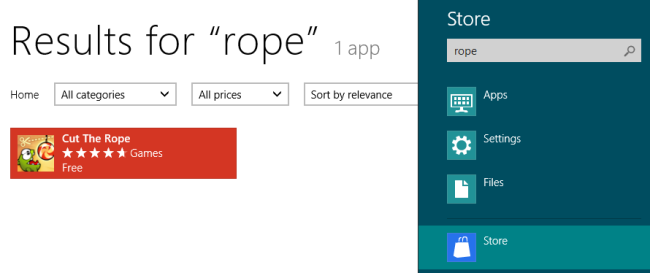 Results for “rope” 1 app
Home All categories All prices Sort by relevance
Cut The Rope
Games
Free
Store
rope
Apps
Settings
Files
Store